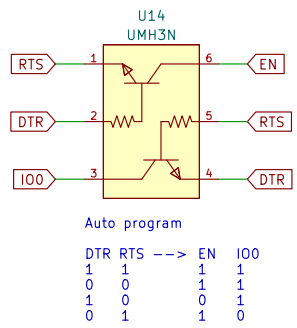 U14
UMH3N
RTS 1 6 EN
DTR 2 5 RTS
IO0 3 4 DTR
Auto program
DTR RTS --> EN IO0
1 1 1 1
0 0 1 1
1 0 0 1
0 1 1 0